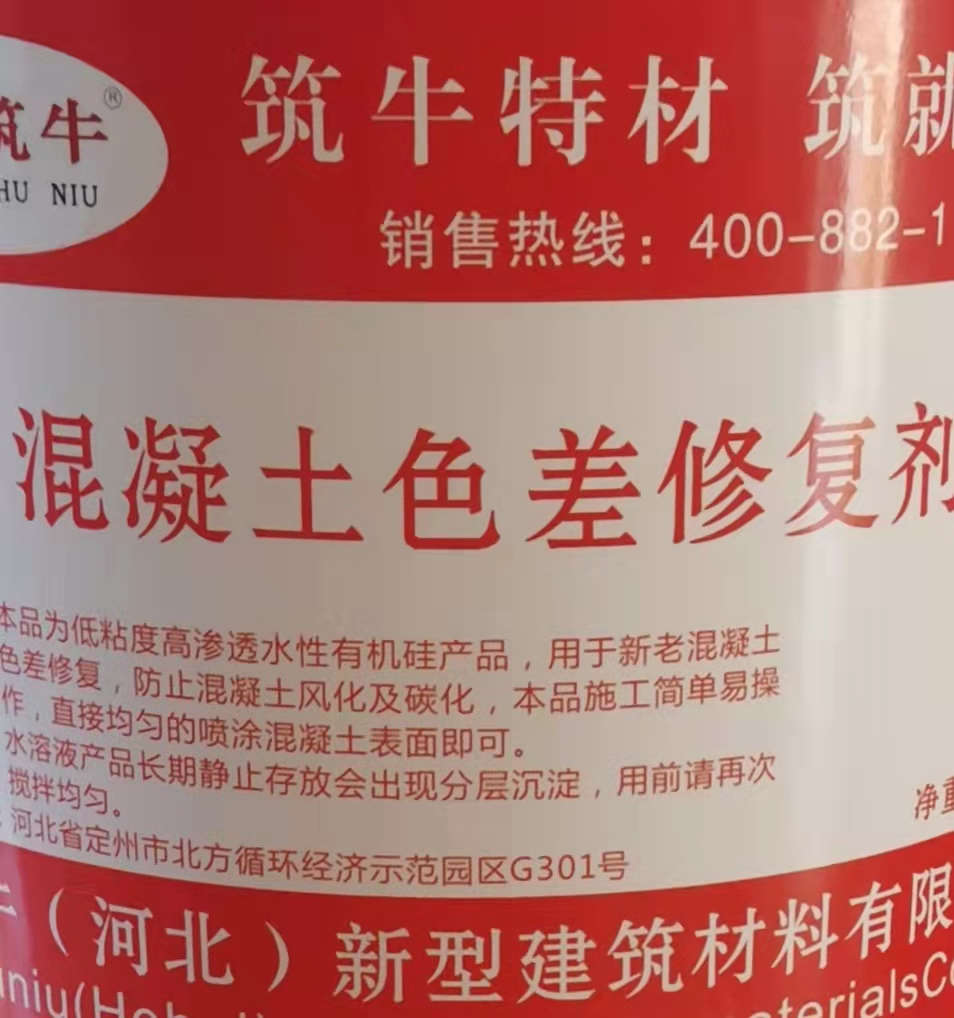 筑牛®
HU NIU
筑牛特材 筑就
销售热线：400-882-1
混凝土色差修复剂
本品为低粘度高渗透水性有机硅产品，用于新老混凝土
色差修复，防止混凝土风化及碳化，本品施工简单易操
作，直接均匀的喷涂混凝土表面即可。
水溶液产品长期静止存放会出现分层沉淀，用前请再次
搅拌均匀。
净重
河北省定州市北方循环经济示范园区G301号
牛（河北）新型建筑材料有限
niu(Heb terialsCo